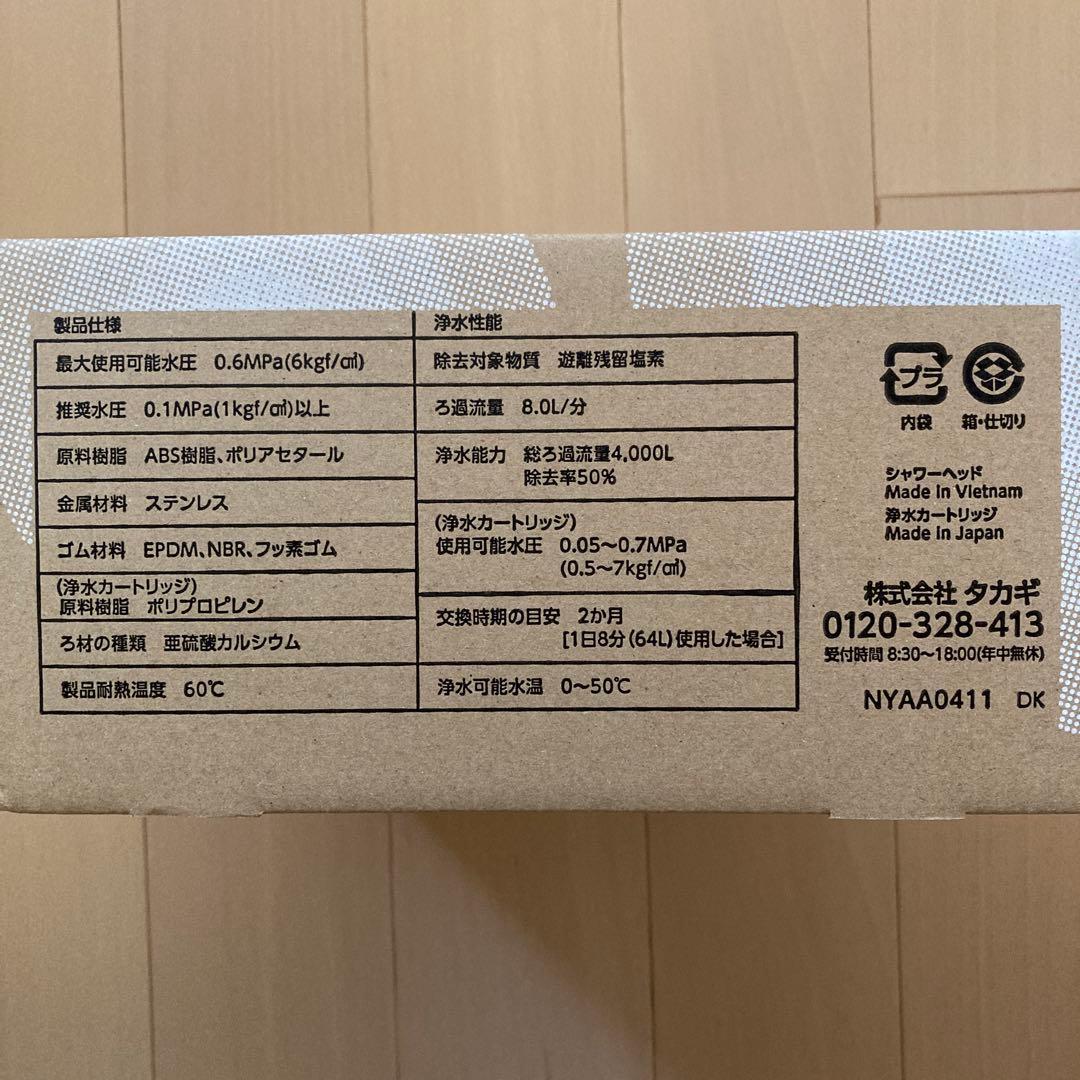 製品仕様
最大使用可能水圧 0.6MPa(6kgf/㎠)
推奨水圧 0.1MPa(1kgf/㎠)以上
原料樹脂 ABS樹脂、ポリアセタール
金属材料 ステンレス
ゴム材料 EPDM、NBR、フッ素ゴム
(浄水カートリッジ)
原料樹脂 ポリプロピレン
ろ材の種類 亜硫酸カルシウム
製品耐熱温度 60℃
浄水性能
除去対象物質 遊離残留塩素
ろ過流量 8.0L/分
浄水能力 総ろ過流量4,000L
除去率50%
(浄水カートリッジ)
使用可能水圧 0.05〜0.7MPa
(0.5〜7kgf/㎠)
交換時期の目安 2か月
[1日8分(64L)使用した場合]
浄水可能水温 0〜50℃
プラ
内袋 箱・仕切り
シャワーヘッド
Made in Vietnam
浄水カートリッジ
Made in Japan
株式会社 タカギ
0120-328-413
受付時間 8:30〜18:00(年中無休)
NYAA0411 DK